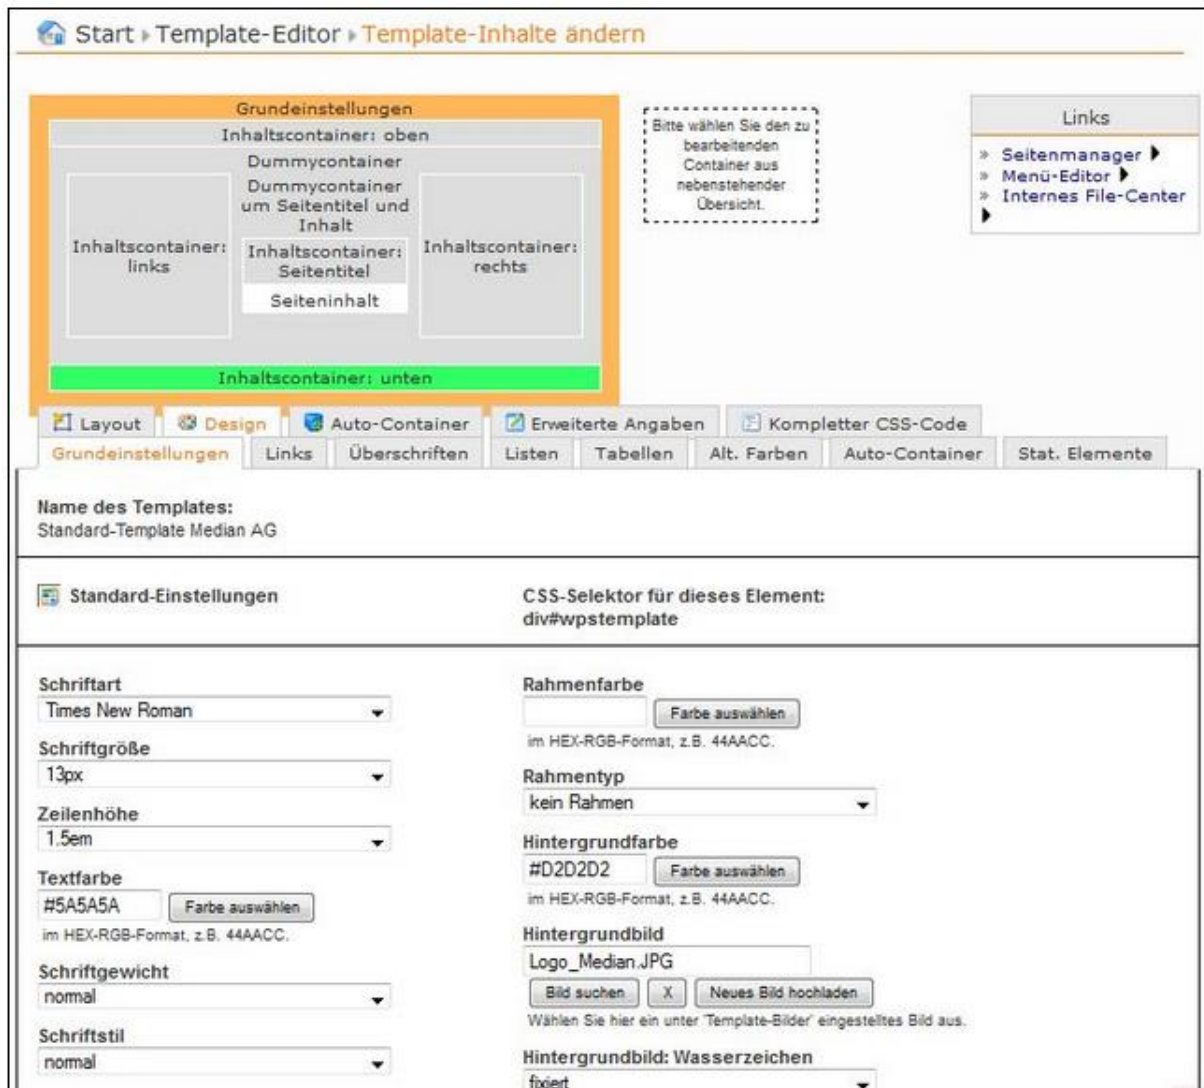 Start Template-Editor Template-Inhalte ändern
Grundeinstellungen
Inhaltscontainer: oben
Dummycontainer
Dummycontainer
um Seitentitel und
Inhalt
Inhaltscontainer:
links
Inhaltscontainer:
Seitentitel
Seiteninhalt
Inhaltscontainer:
rechts
Inhaltscontainer: unten
Bitte wählen Sie den zu
bearbeitenden
Container aus
nebenstehender
Übersicht.
Links
» Seitenmanager
» Menü-Editor
» Internes File-Center
Layout Design Auto-Container Erweiterte Angaben Kompletter CSS-Code
Grundeinstellungen Links Überschriften Listen Tabellen Alt. Farben Auto-Container Stat. Elemente
Name des Templates:
Standard-Template Median AG
Standard-Einstellungen
CSS-Selektor für dieses Element:
div#wpstemplate
Schriftart
Times New Roman
Schriftgröße
13px
Zeilenhöhe
1.5em
Textfarbe
#5A5A5A Farbe auswählen
im HEX-RGB-Format, z.B. 44AACC.
Schriftgewicht
normal
Schriftstil
normal
Rahmenfarbe
Farbe auswählen
im HEX-RGB-Format, z.B. 44AACC.
Rahmentyp
kein Rahmen
Hintergrundfarbe
#D2D2D2 Farbe auswählen
im HEX-RGB-Format, z.B. 44AACC.
Hintergrundbild
Logo_Median.JPG
Bild suchen X Neues Bild hochladen
Wählen Sie hier ein unter 'Template-Bilder' eingestelltes Bild aus.
Hintergrundbild: Wasserzeichen
fixiert